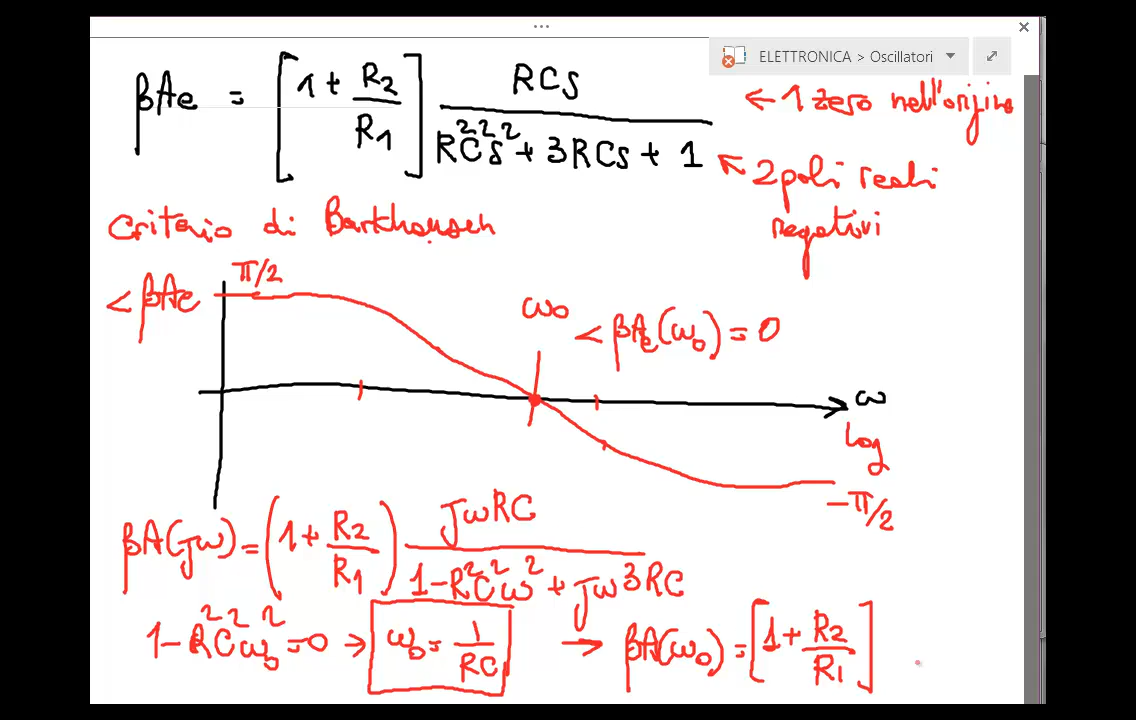 ELETTRONICA > Oscillatori
βAe = [1 + R2/R1] RCs / (R²C²s² + 3RCs + 1)
← 1 zero nell'origine
↖ 2 poli reali
negativi
Criterio di Barkhausen
< βAe
π/2
ω0
< βAe(ω0) = 0
ω
log
-π/2
βA(jω) = (1 + R2/R1) jωRC / (1 - R²C²ω² + jω3RC)
1 - R²C²ω0² = 0 → ω0 = 1/RC → βA(ω0) = [1 + R2/R1]